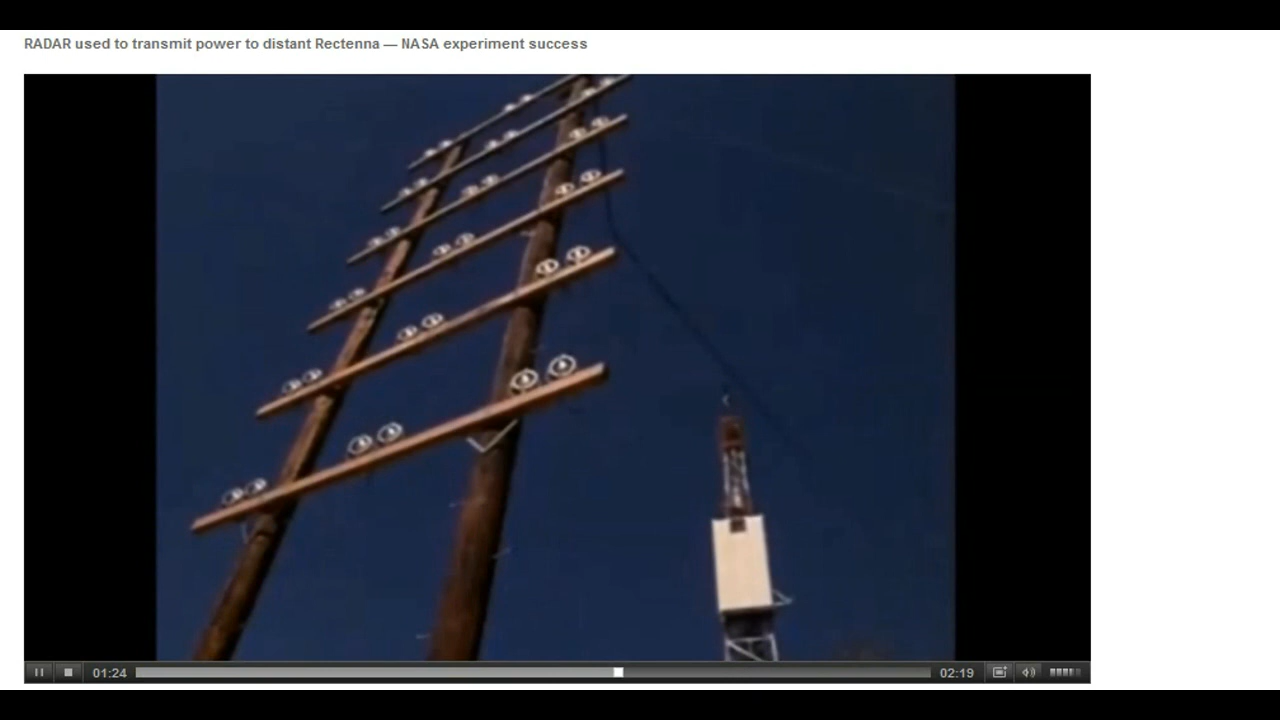 RADAR used to transmit power to distant Rectenna — NASA experiment success
01:24
02:19